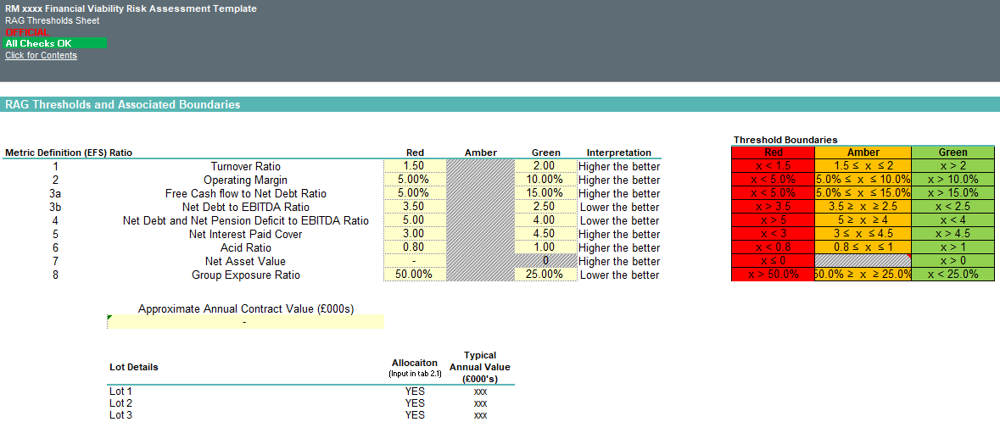 RM xxxx Financial Viability Risk Assessment Template
RAG Thresholds Sheet
OFFICIAL
All Checks OK
Click for Contents
RAG Thresholds and Associated Boundaries
Threshold Boundaries
Metric Definition (EFS) Ratio Red Amber Green Interpretation Red Amber Green
1 Turnover Ratio 1.50 2.00 Higher the better x < 1.5 1.5 ≤ x ≤ 2 x > 2
2 Operating Margin 5.00% 10.00% Higher the better x < 5.0% 5.0% ≤ x ≤ 10.0% x > 10.0%
3a Free Cash flow to Net Debt Ratio 5.00% 15.00% Higher the better x < 5.0% 5.0% ≤ x ≤ 15.0% x > 15.0%
3b Net Debt to EBITDA Ratio 3.50 2.50 Lower the better x > 3.5 3.5 ≥ x ≥ 2.5 x < 2.5
4 Net Debt and Net Pension Deficit to EBITDA Ratio 5.00 4.00 Lower the better x > 5 5 ≥ x ≥ 4 x < 4
5 Net Interest Paid Cover 3.00 4.50 Higher the better x < 3 3 ≤ x ≤ 4.5 x > 4.5
6 Acid Ratio 0.80 1.00 Higher the better x < 0.8 0.8 ≤ x ≤ 1 x > 1
7 Net Asset Value - 0 Higher the better x ≤ 0 x > 0
8 Group Exposure Ratio 50.00% 25.00% Lower the better x > 50.0% 50.0% ≥ x ≥ 25.0% x < 25.0%
Approximate Annual Contract Value (£000s)
-
Lot Details Allocaiton (Input in tab 2.1) Typical Annual Value (£000's)
Lot 1 YES xxx
Lot 2 YES xxx
Lot 3 YES xxx